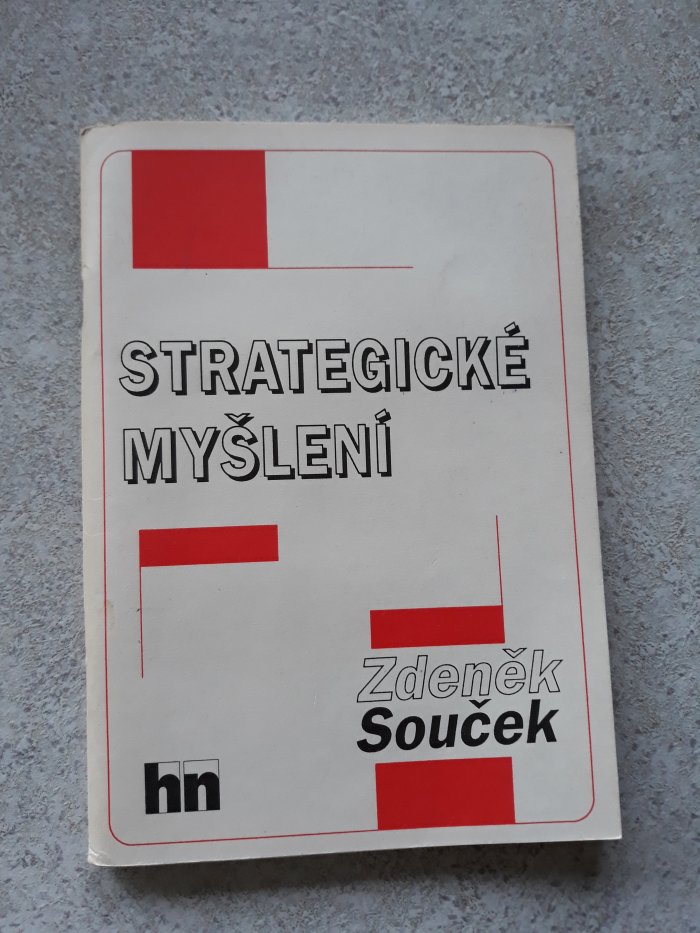 STRATEGICKÉ
MYŠLENÍ
Zdeněk
Souček
hn